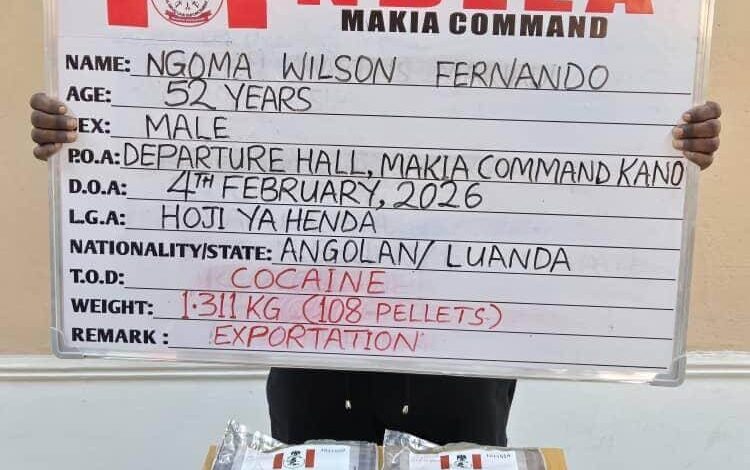 MAKIA COMMAND
NAME: NGOMA WILSON FERNANDO
AGE: 52 YEARS
EX: MALE
P.O.A: DEPARTURE HALL, MAKIA COMMAND KANO
D.O.A: 4TH FEBRUARY, 2026
L.G.A: HOJI YA HENDA
NATIONALITY/STATE: ANGOLAN/ LUANDA
T.O.D: COCAINE
WEIGHT: 1.311 KG (108 PELLETS)
REMARK : EXPORTATION